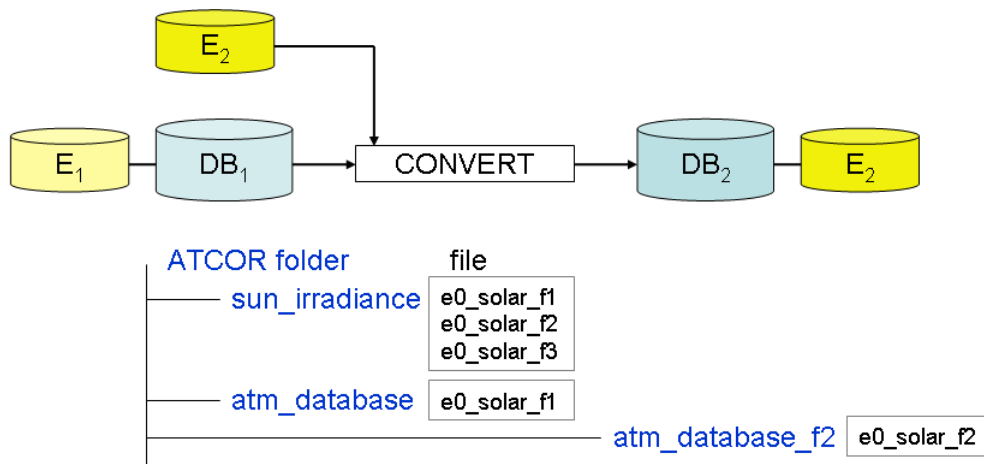 E₂
E₁ DB₁ CONVERT DB₂ E₂
ATCOR folder file
sun_irradiance e0_solar_f1
e0_solar_f2
e0_solar_f3
atm_database e0_solar_f1
atm_database_f2 e0_solar_f2